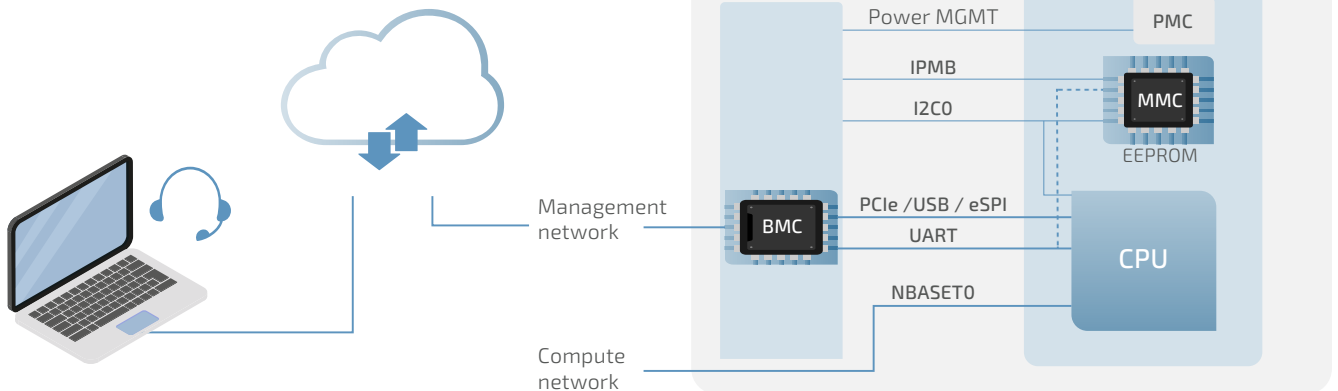 Power MGMT
PMC
IPMB
MMC
I2C0
EEPROM
Management
network
BMC
PCIe /USB / eSPI
UART
CPU
NBASET0
Compute
network